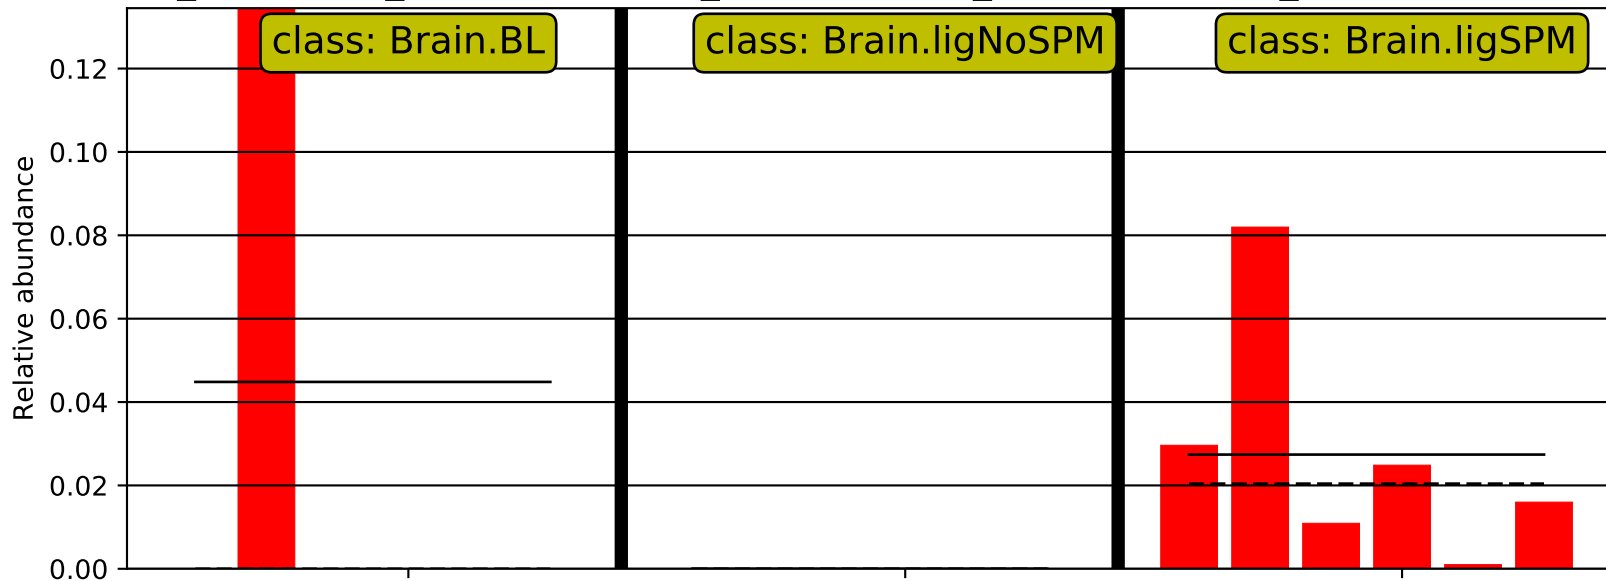 class: Brain.BL
class: Brain.ligNoSPM
class: Brain.ligSPM
Relative abundance
0.12
0.10
0.08
0.06
0.04
0.02
0.00